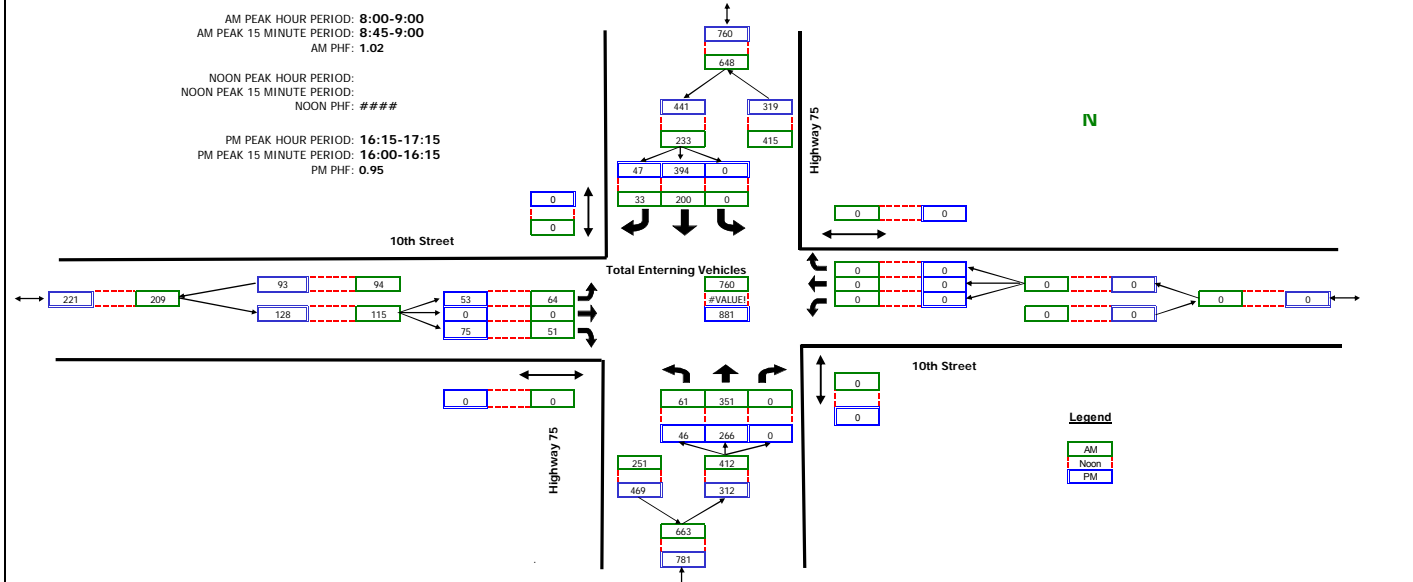 AM PEAK HOUR PERIOD: 8:00-9:00
AM PEAK 15 MINUTE PERIOD: 8:45-9:00
AM PHF: 1.02
NOON PEAK HOUR PERIOD:
NOON PEAK 15 MINUTE PERIOD:
NOON PHF: ####
PM PEAK HOUR PERIOD: 16:15-17:15
PM PEAK 15 MINUTE PERIOD: 16:00-16:15
PM PHF: 0.95
760
648
441 319
233 415
47 394 0
33 200 0
Highway 75
N
0
0
0 0
10th Street
Total Enterning Vehicles
760
#VALUE!
881
93 94
221 209
128 115
53 64
0 0
75 51
0 0
0 0
0 0
0 0
0 0
0 0
10th Street
0 0
0
0
Highway 75
61 351 0
46 266 0
251 412
469 312
663
781
Legend
AM
Noon
PM